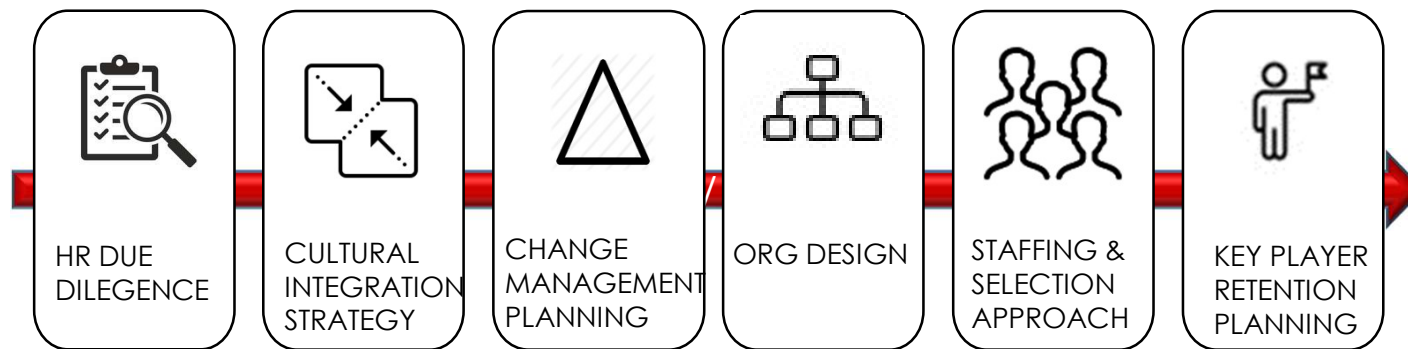 HR DUE
DILEGENCE
CULTURAL
INTEGRATION
STRATEGY
CHANGE
MANAGEMENT
PLANNING
/
ORG DESIGN
STAFFING &
SELECTION
APPROACH
KEY PLAYER
RETENTION
PLANNING